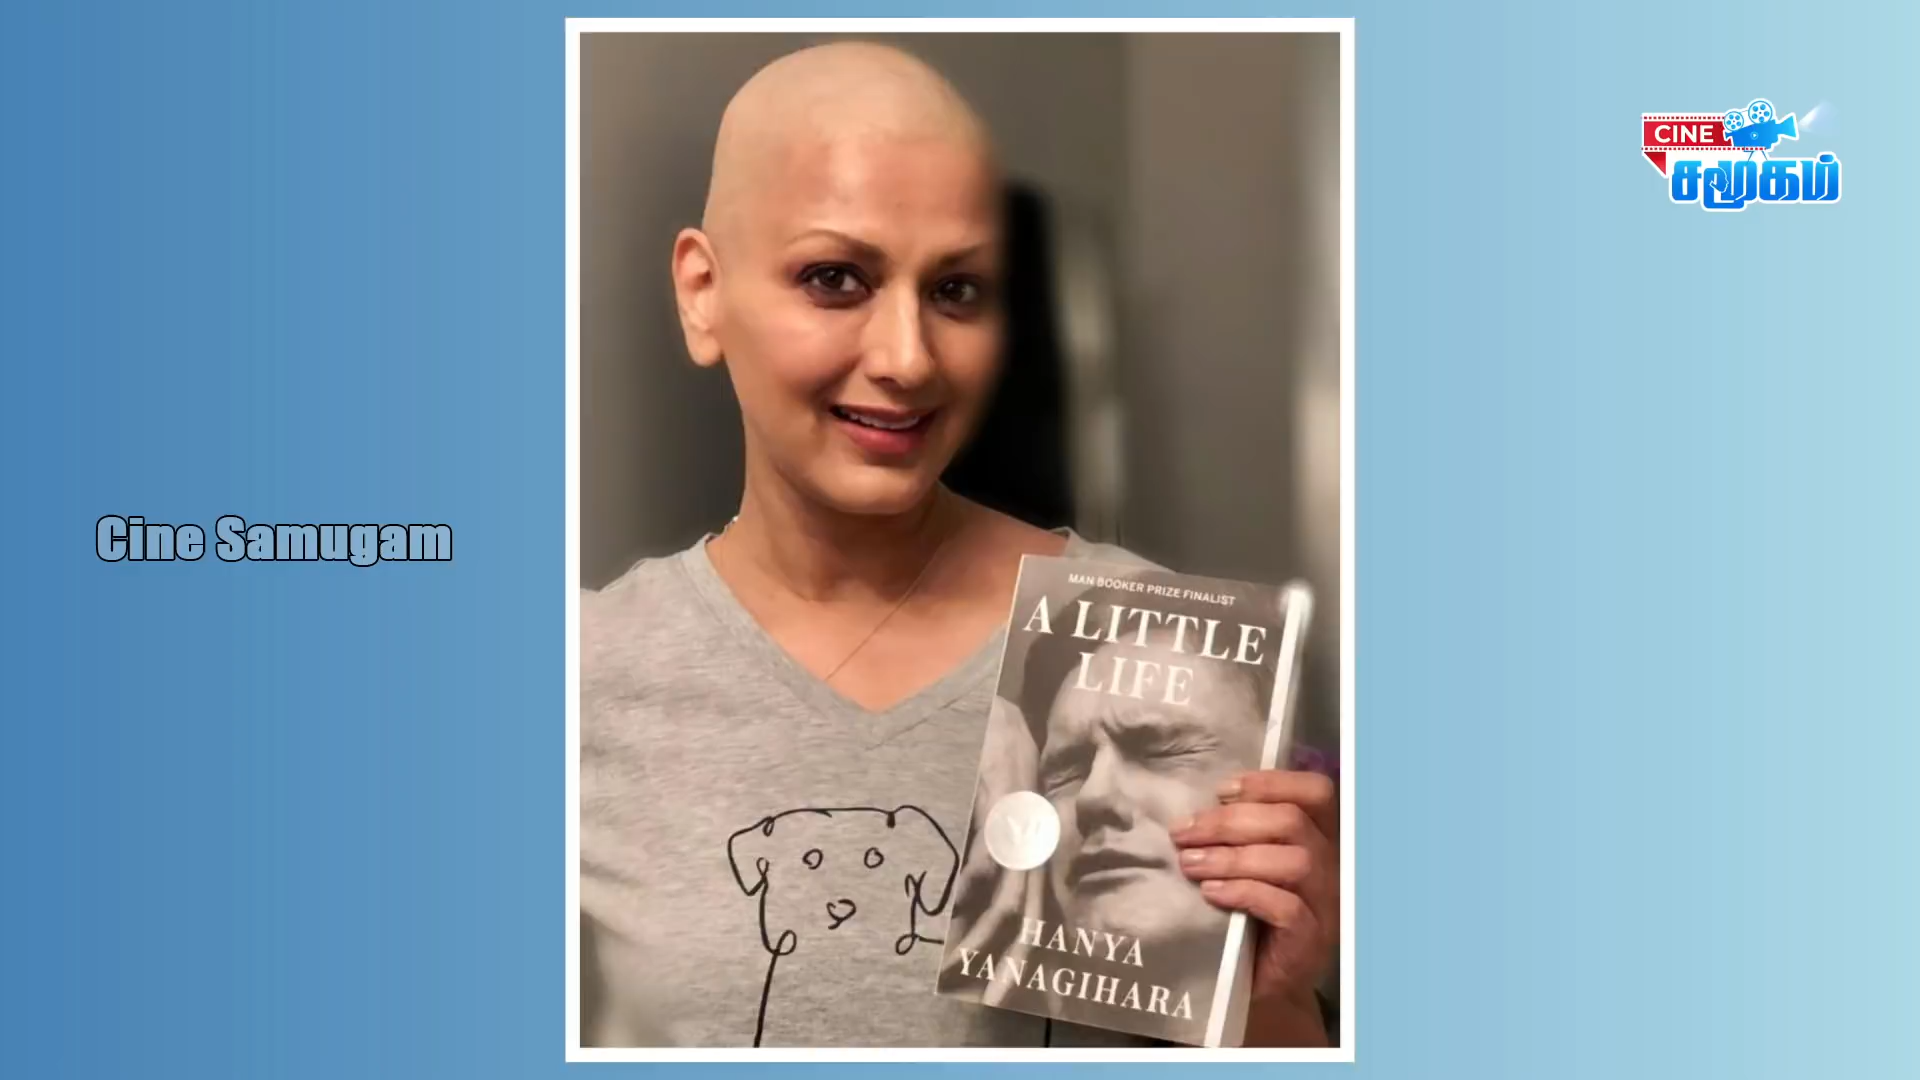 CINE
சமூகம்
Cine Samugam
MAN BOOKER PRIZE FINALIST
A LITTLE
LIFE
HANYA
YANAGIHARA